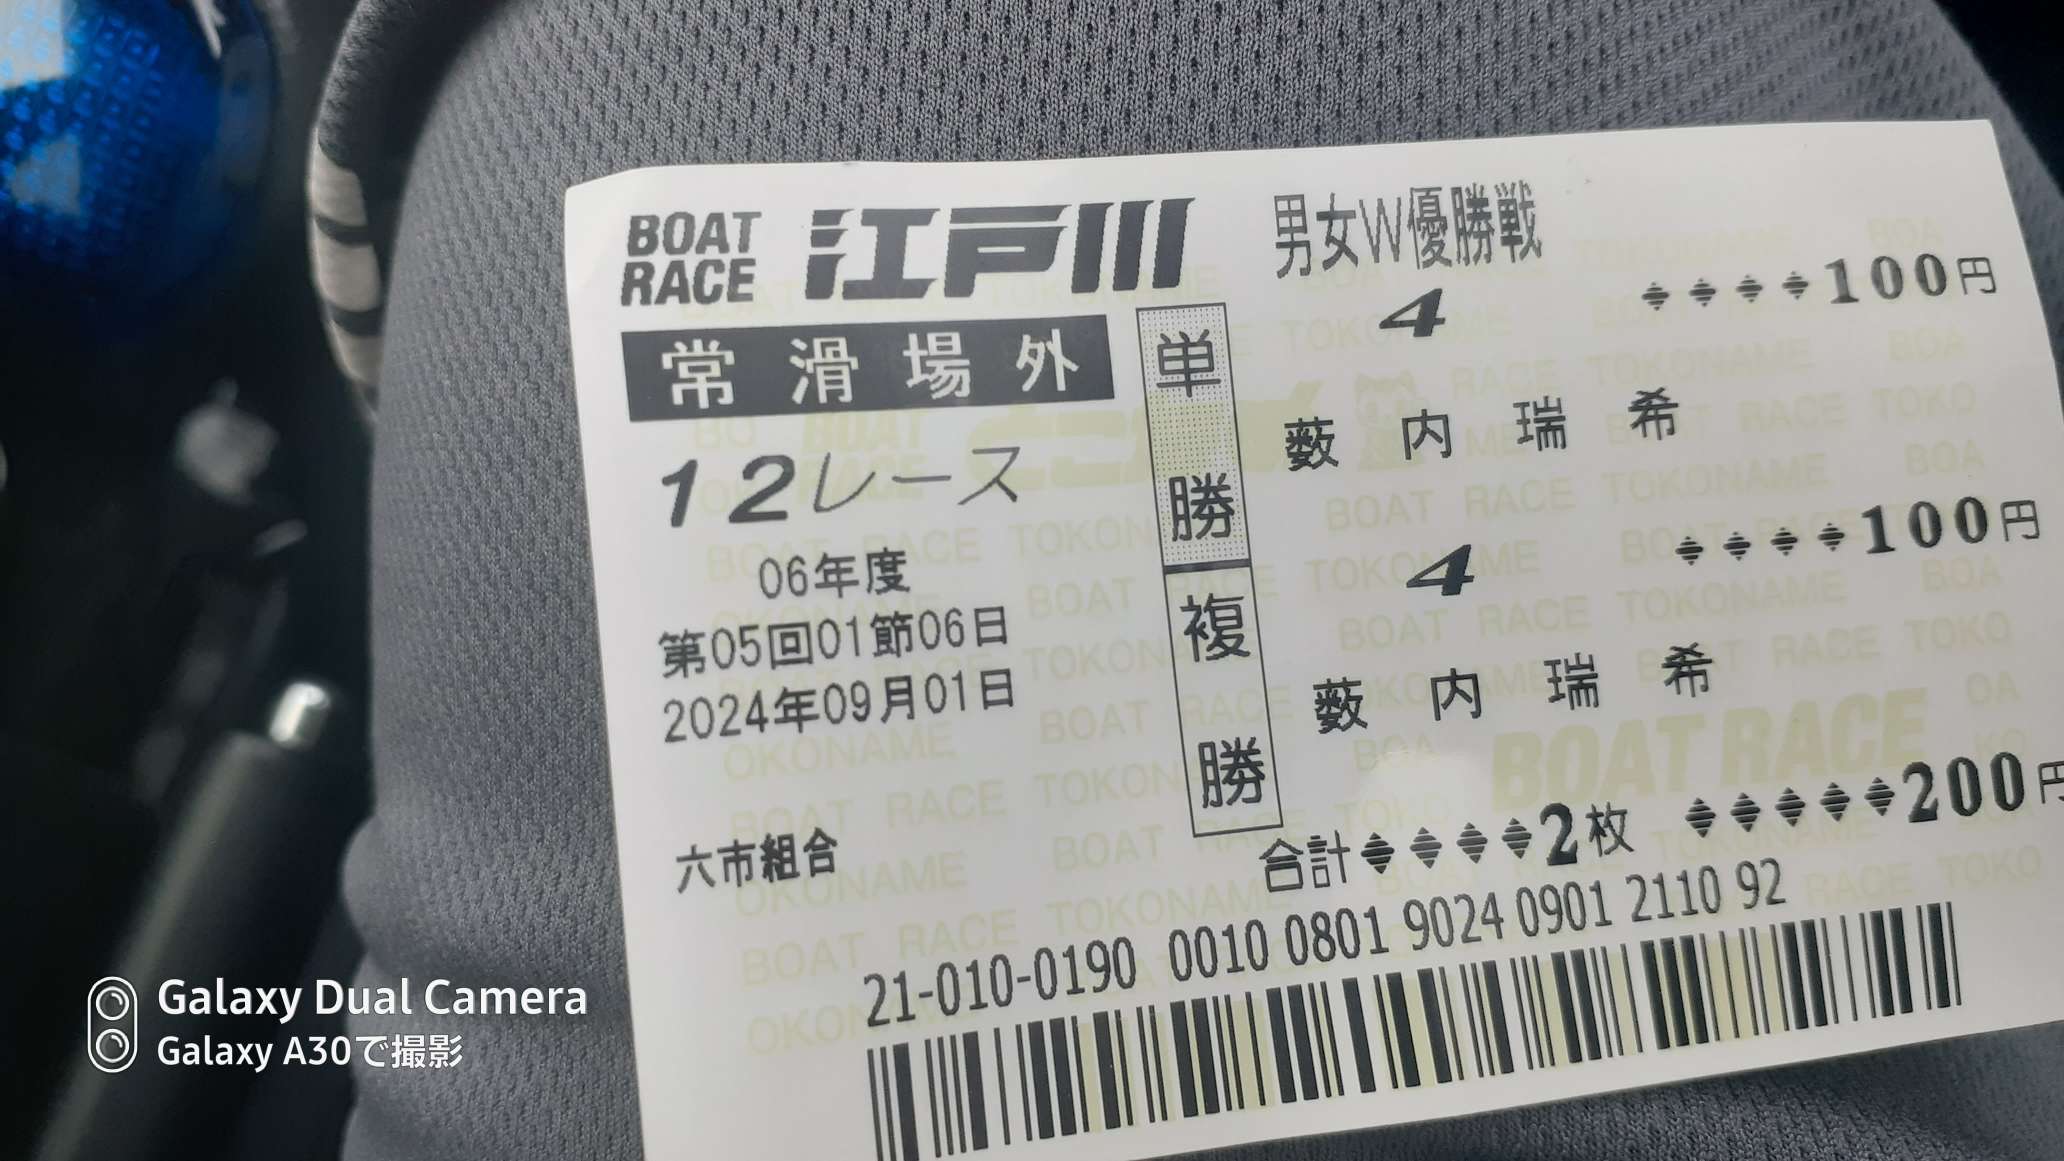 BOAT RACE 江戸川
常滑場外
12レース
06年度
第05回01節06日
2024年09月01日
六市組合
男女W優勝戦
単勝
4 100円
薮内瑞希
複勝
4 100円
薮内瑞希
合計 2枚 200円
21-010-0190 0010 0801 9024 0901 2110 92
BOAT RACE TOKONAME
BOAT RACE
Galaxy Dual Camera
Galaxy A30で撮影